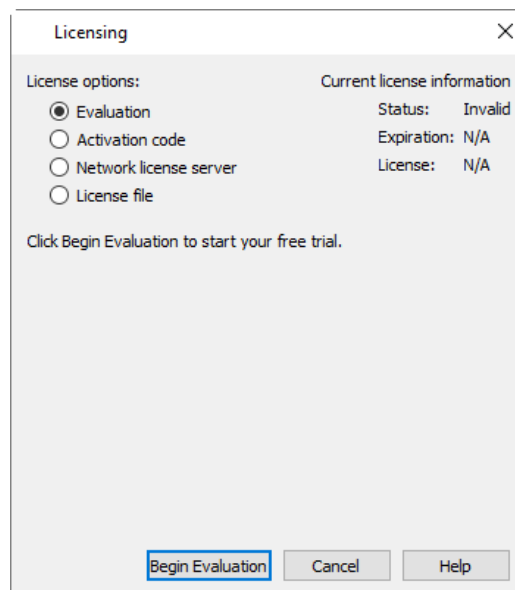 Licensing
License options:
Evaluation
Activation code
Network license server
License file
Current license information
Status: Invalid
Expiration: N/A
License: N/A
Click Begin Evaluation to start your free trial.
Begin Evaluation
Cancel
Help